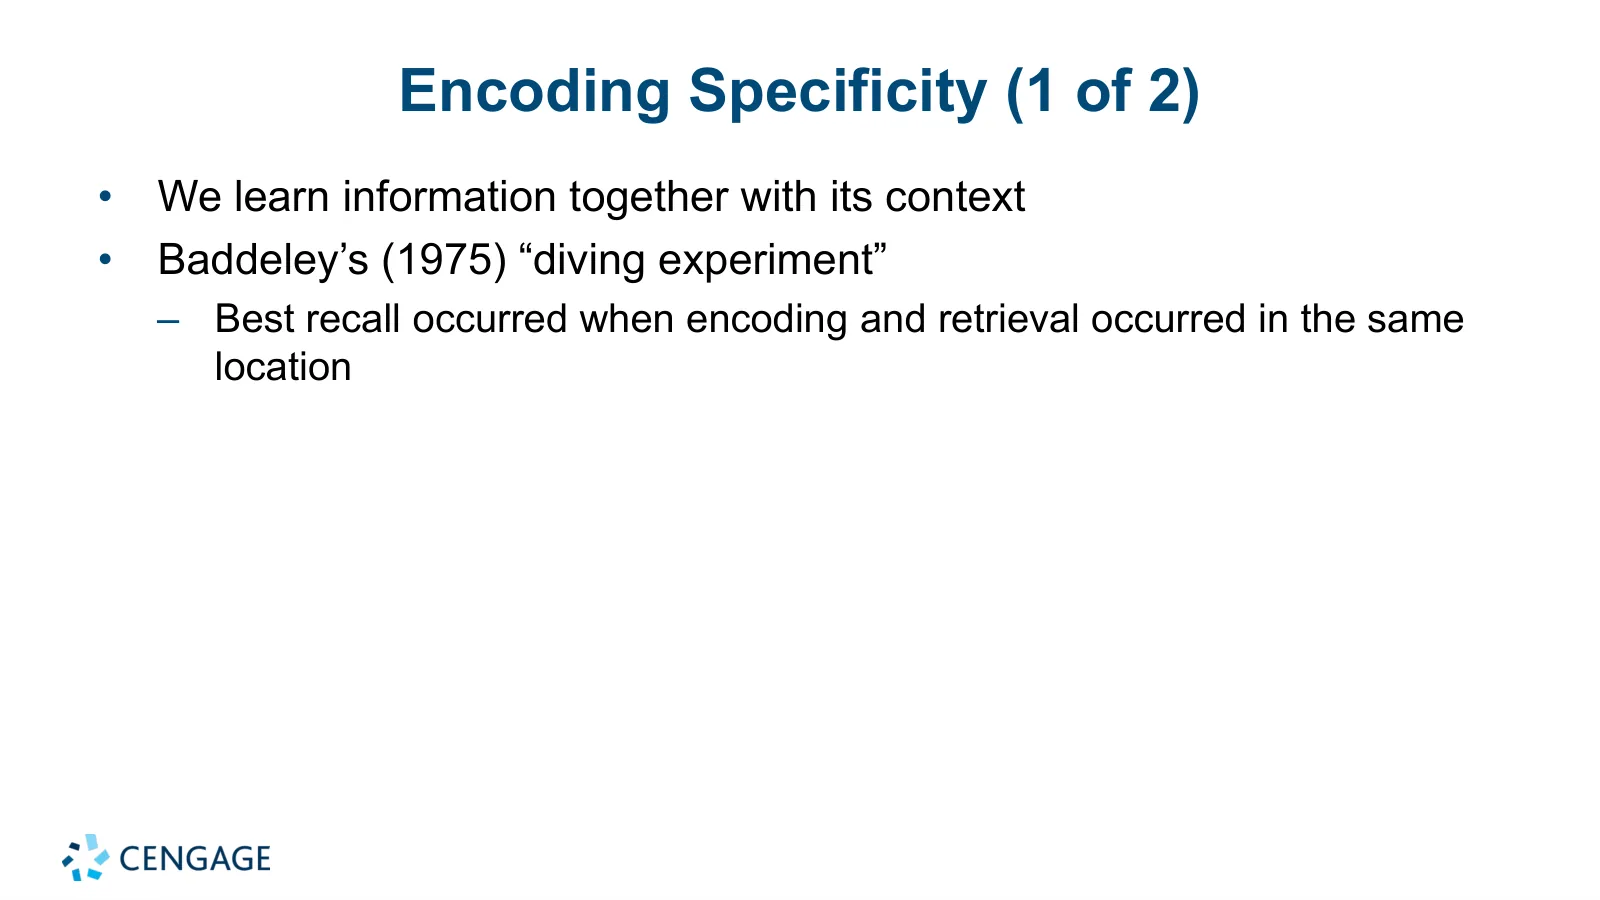 Encoding Specificity (1 of 2)
• We learn information together with its context
• Baddeley’s (1975) “diving experiment”
– Best recall occurred when encoding and retrieval occurred in the same
location
CENGAGE